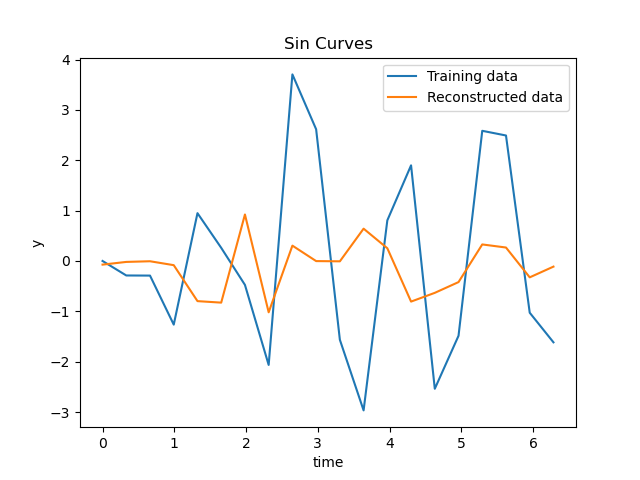 Sin Curves
Training data
Reconstructed data
4
3
2
1
0
−1
−2
−3
y
0 1 2 3 4 5 6
time